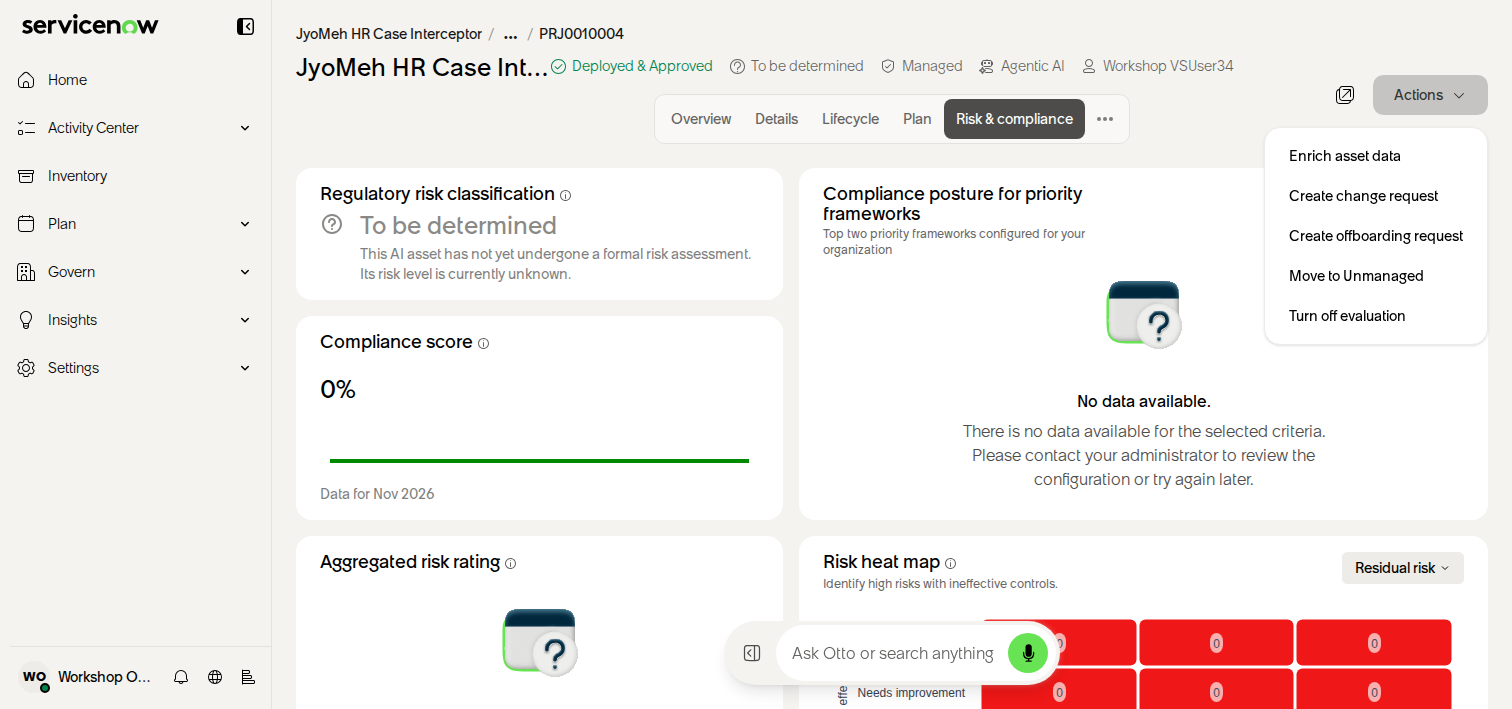 servicenow
Home
Activity Center
Inventory
Plan
Govern
Insights
Settings
WO Workshop O...
JyoMeh HR Case Interceptor / ... / PRJ0010004
JyoMeh HR Case Int... Deployed & Approved To be determined Managed Agentic AI Workshop VSUser34
Actions
Overview Details Lifecycle Plan Risk & compliance
Enrich asset data
Create change request
Create offboarding request
Move to Unmanaged
Turn off evaluation
Regulatory risk classification
To be determined
This AI asset has not yet undergone a formal risk assessment.
Its risk level is currently unknown.
Compliance score
0%
Data for Nov 2026
Compliance posture for priority
frameworks
Top two priority frameworks configured for your
organization
No data available.
There is no data available for the selected criteria.
Please contact your administrator to review the
configuration or try again later.
Aggregated risk rating
Risk heat map
Identify high risks with ineffective controls.
Residual risk
0 0 0
Needs improvement 0 0 0
Ask Otto or search anything